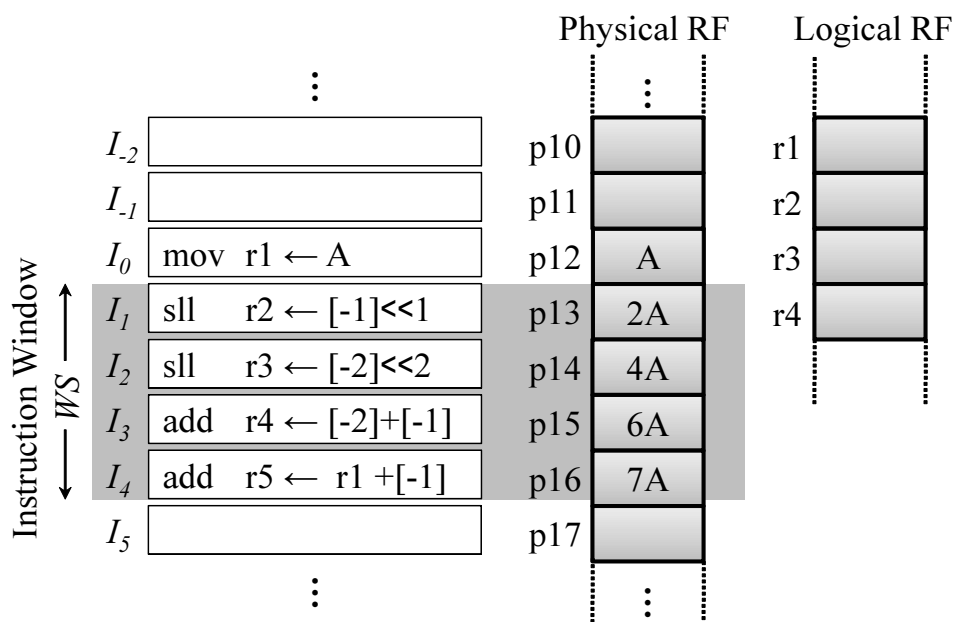 Physical RF Logical RF
⋮ ⋮
I-2 p10 r1
I-1 p11 r2
I0 mov r1 ← A p12 A r3
I1 sll r2 ← [-1]<<1 p13 2A r4
I2 sll r3 ← [-2]<<2 p14 4A
I3 add r4 ← [-2]+[-1] p15 6A
I4 add r5 ← r1 +[-1] p16 7A
I5 p17
⋮ ⋮
Instruction Window
WS